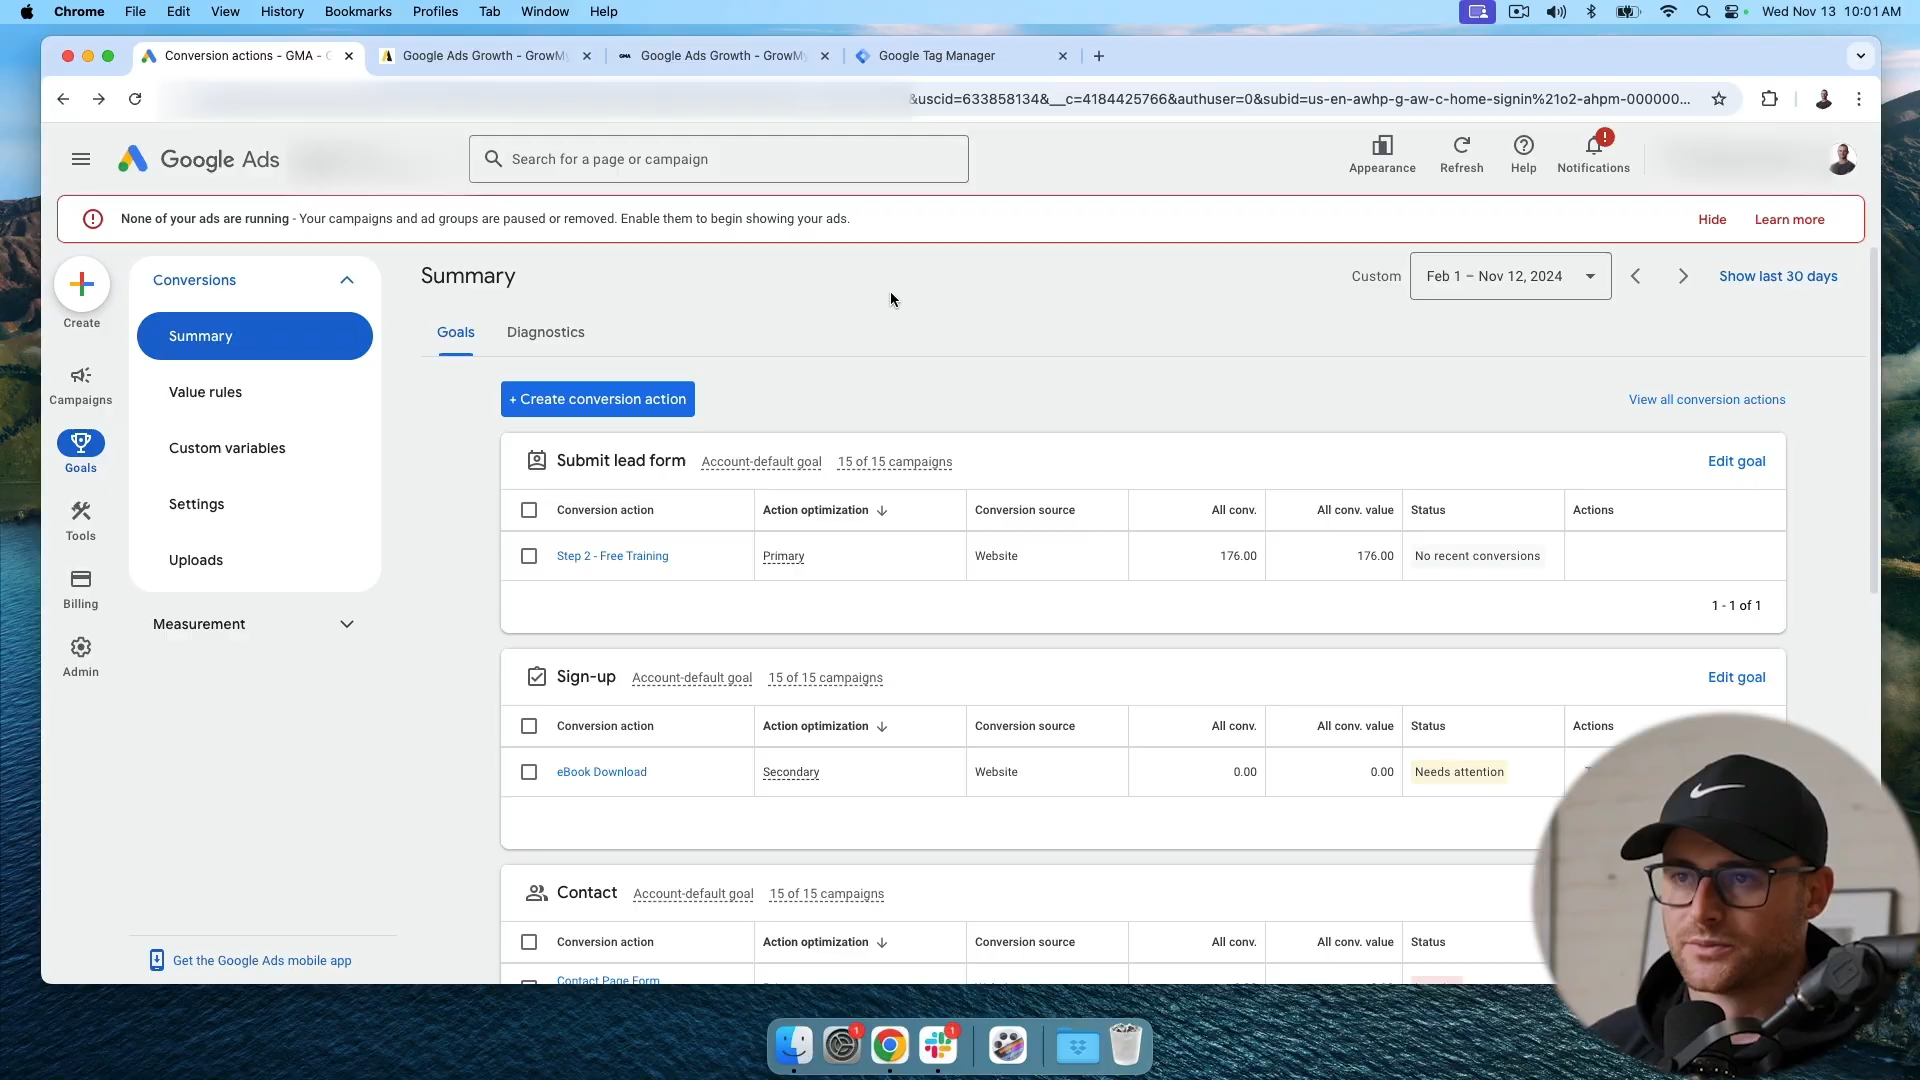 Chrome File Edit View History Bookmarks Profiles Tab Window Help Wed Nov 13 10:01 AM
Conversion actions - GMA - G Google Ads Growth - GrowMy Google Ads Growth - GrowMy Google Tag Manager
&uscid=633858134&__c=4184425766&authuser=0&subid=us-en-awhp-g-aw-c-home-signin%21o2-ahpm-000000...
Google Ads Search for a page or campaign Appearance Refresh Help Notifications
None of your ads are running - Your campaigns and ad groups are paused or removed. Enable them to begin showing your ads. Hide Learn more
Create
Campaigns
Goals
Tools
Billing
Admin
Conversions
Summary
Value rules
Custom variables
Settings
Uploads
Measurement
Get the Google Ads mobile app
Summary Custom Feb 1 – Nov 12, 2024 Show last 30 days
Goals Diagnostics
+ Create conversion action View all conversion actions
Submit lead form Account-default goal 15 of 15 campaigns Edit goal
Conversion action Action optimization Conversion source All conv. All conv. value Status Actions
Step 2 - Free Training Primary Website 176.00 176.00 No recent conversions
1 - 1 of 1
Sign-up Account-default goal 15 of 15 campaigns Edit goal
Conversion action Action optimization Conversion source All conv. All conv. value Status Actions
eBook Download Secondary Website 0.00 0.00 Needs attention
Contact Account-default goal 15 of 15 campaigns
Conversion action Action optimization Conversion source All conv. All conv. value Status
Contact Page Form
1 1